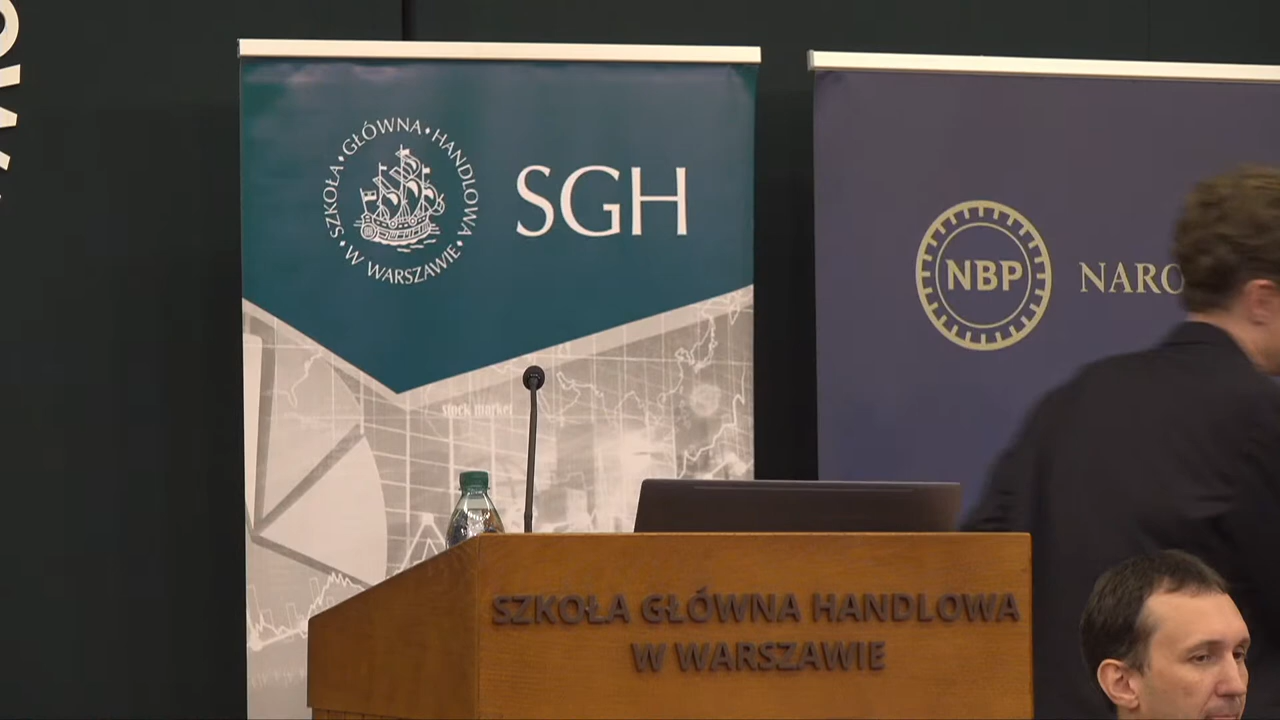 SZKOŁA • GŁÓWNA • HANDLOWA • W WARSZAWIE •
SGH
stock market
NBP
NARO
SZKOŁA GŁÓWNA HANDLOWA
W WARSZAWIE